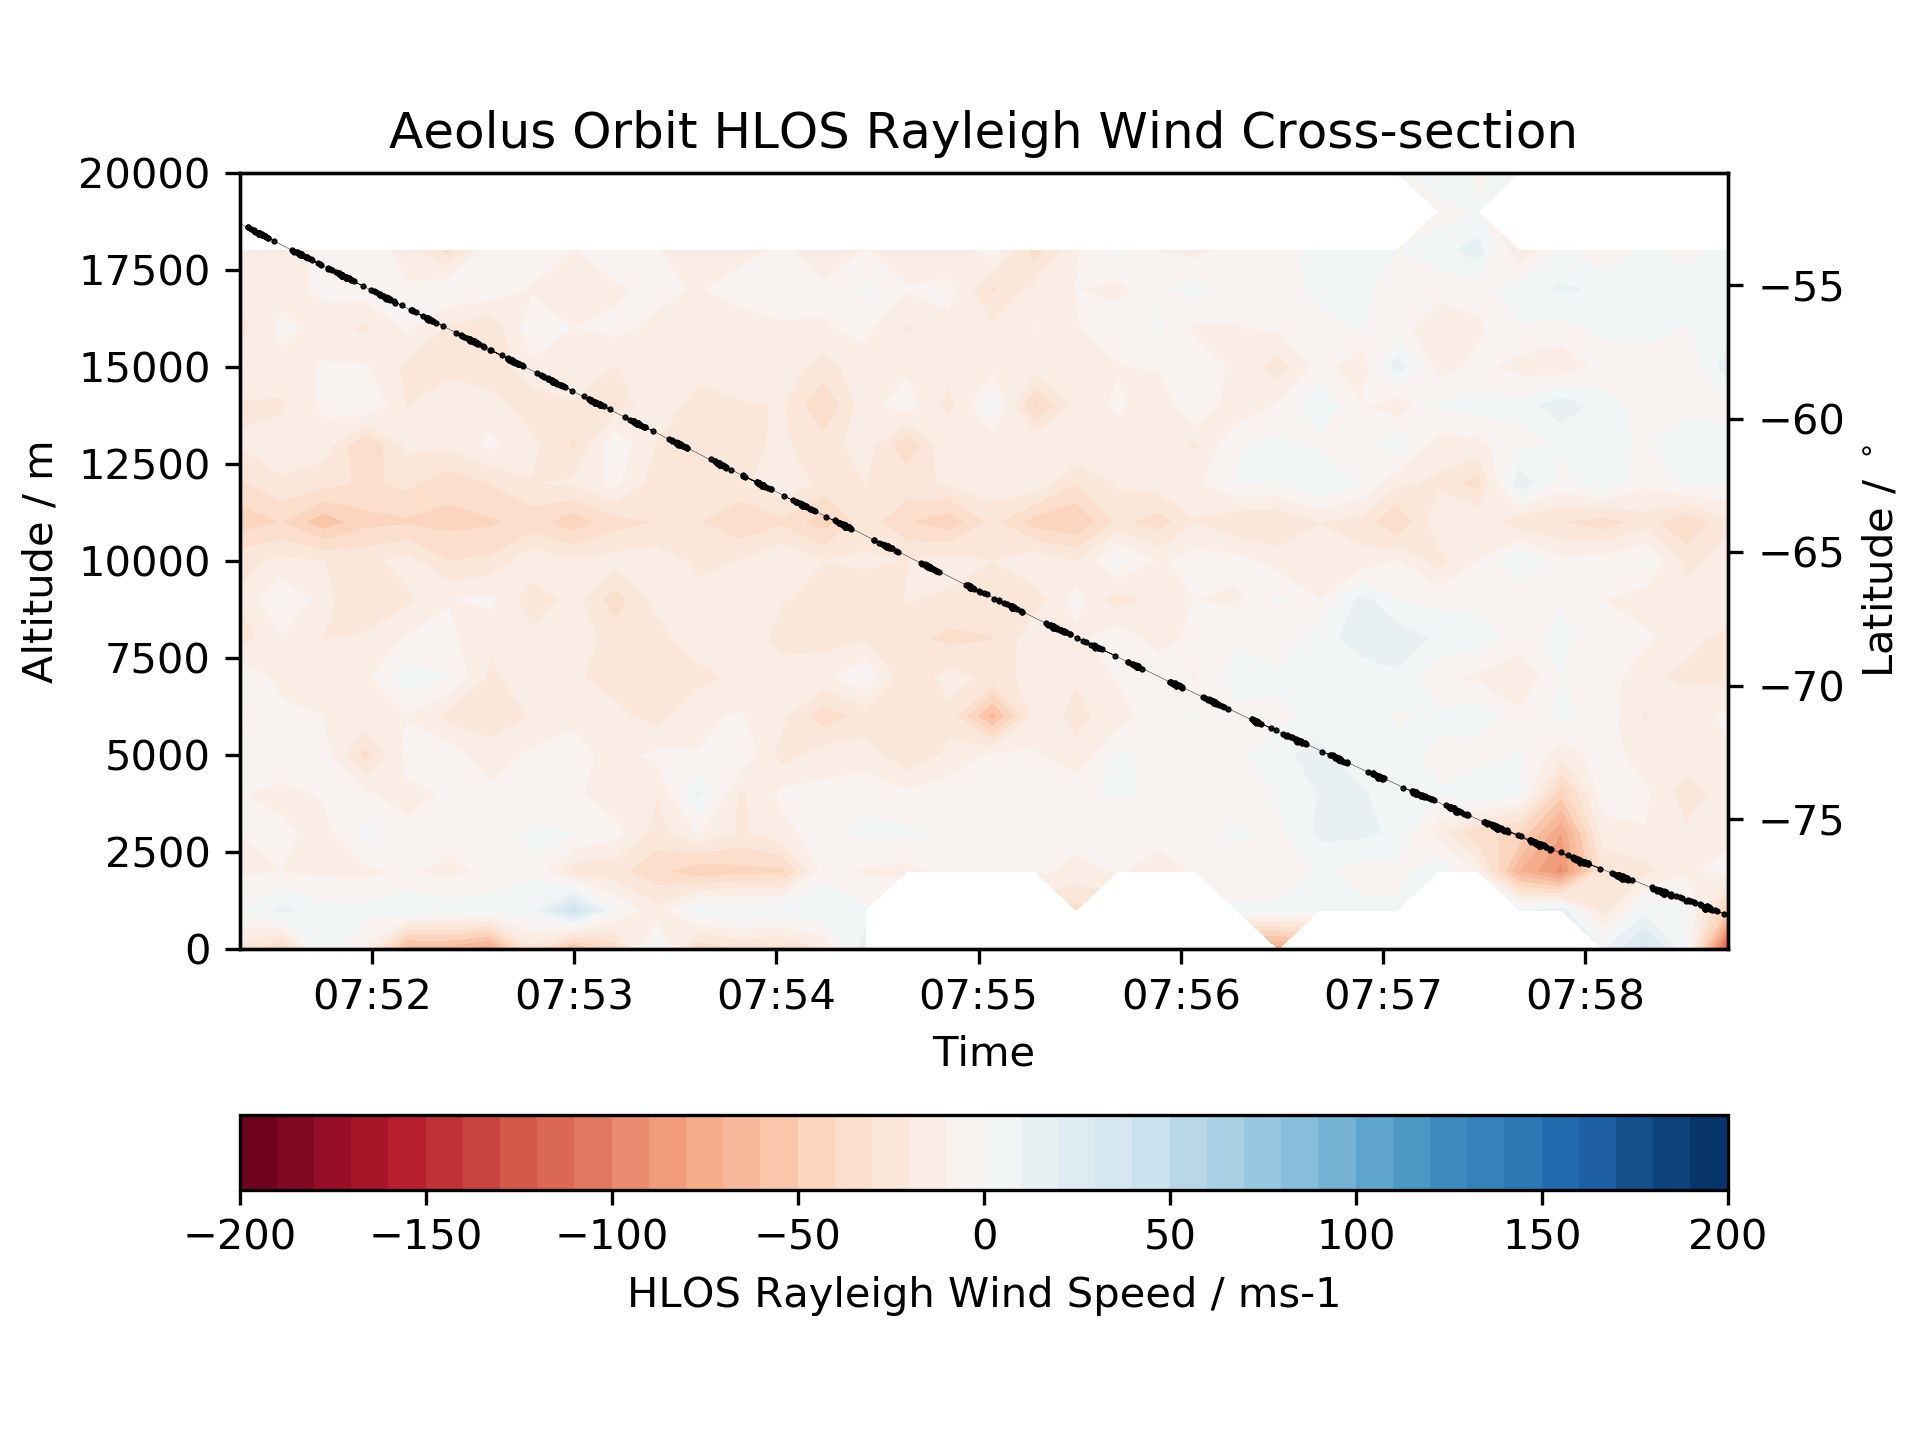 Aeolus Orbit HLOS Rayleigh Wind Cross-section
20000
17500
15000
12500
10000
7500
5000
2500
0
Altitude / m
−55
−60
−65
−70
−75
Latitude / °
07:52 07:53 07:54 07:55 07:56 07:57 07:58
Time
−200 −150 −100 −50 0 50 100 150 200
HLOS Rayleigh Wind Speed / ms-1